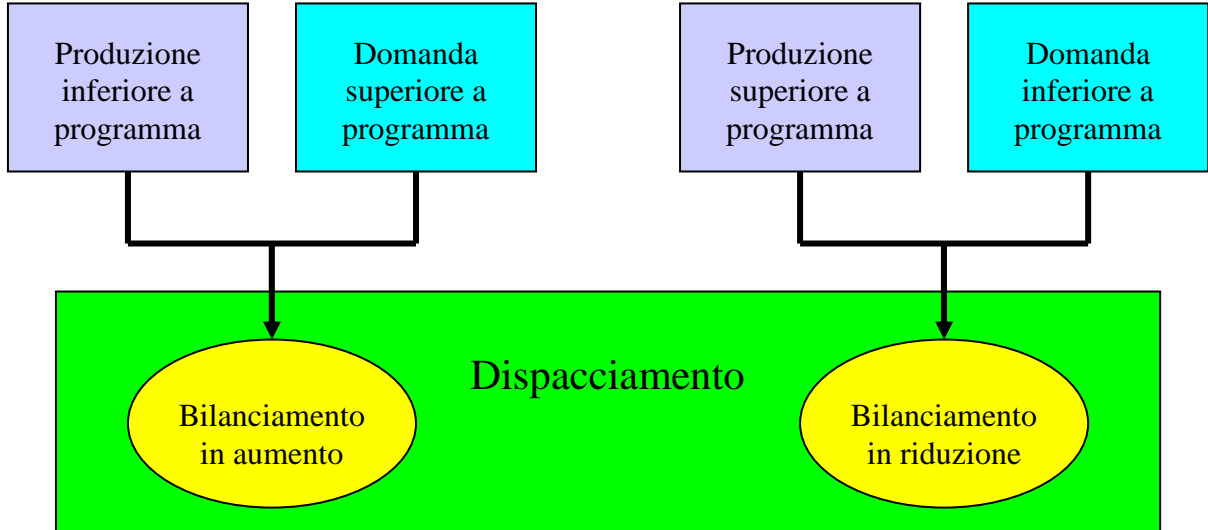 Produzione
inferiore a
programma
Domanda
superiore a
programma
Produzione
superiore a
programma
Domanda
inferiore a
programma
Dispacciamento
Bilanciamento
in aumento
Bilanciamento
in riduzione